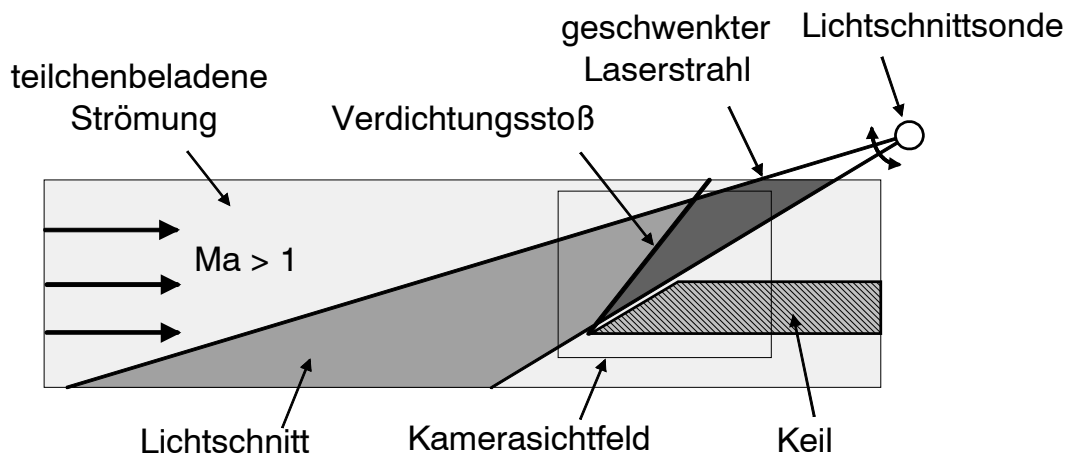 teilchenbeladene
Strömung
Verdichtungsstoß
geschwenkter
Laserstrahl
Lichtschnittsonde
Ma > 1
Lichtschnitt
Kamerasichtfeld
Keil